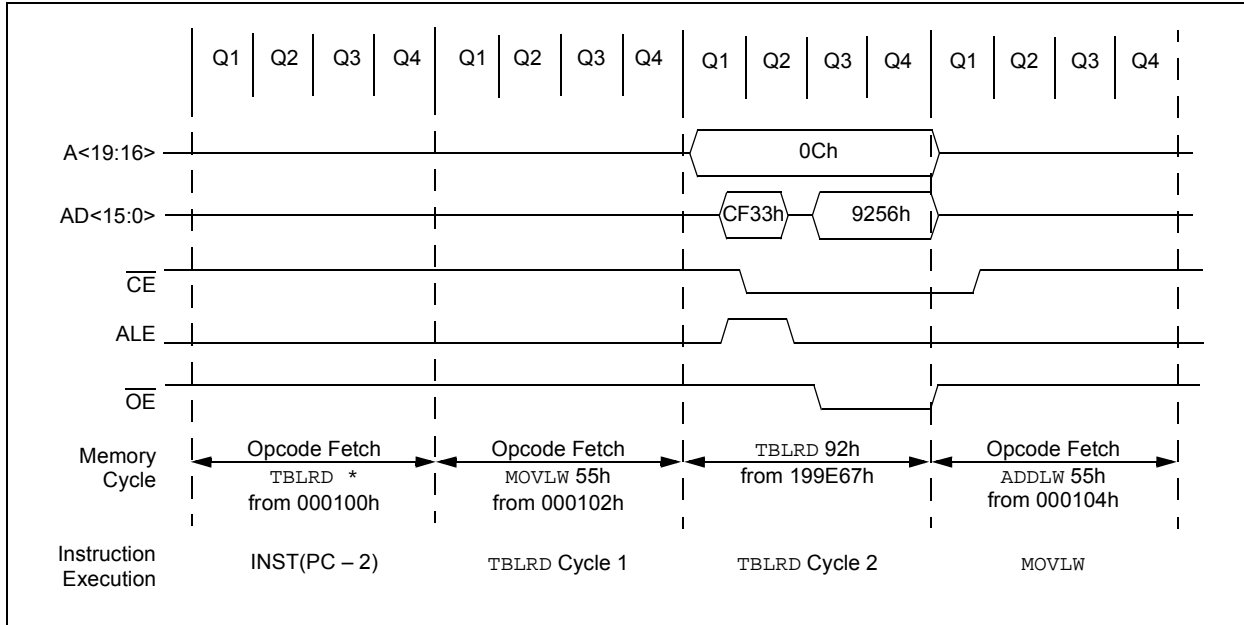 Q1 Q2 Q3 Q4 Q1 Q2 Q3 Q4 Q1 Q2 Q3 Q4 Q1 Q2 Q3 Q4
A<19:16> 0Ch
AD<15:0> CF33h 9256h
CE
ALE
OE
Memory Cycle
Opcode Fetch
TBLRD *
from 000100h
Opcode Fetch
MOVLW 55h
from 000102h
TBLRD 92h
from 199E67h
Opcode Fetch
ADDLW 55h
from 000104h
Instruction Execution
INST(PC – 2)
TBLRD Cycle 1
TBLRD Cycle 2
MOVLW